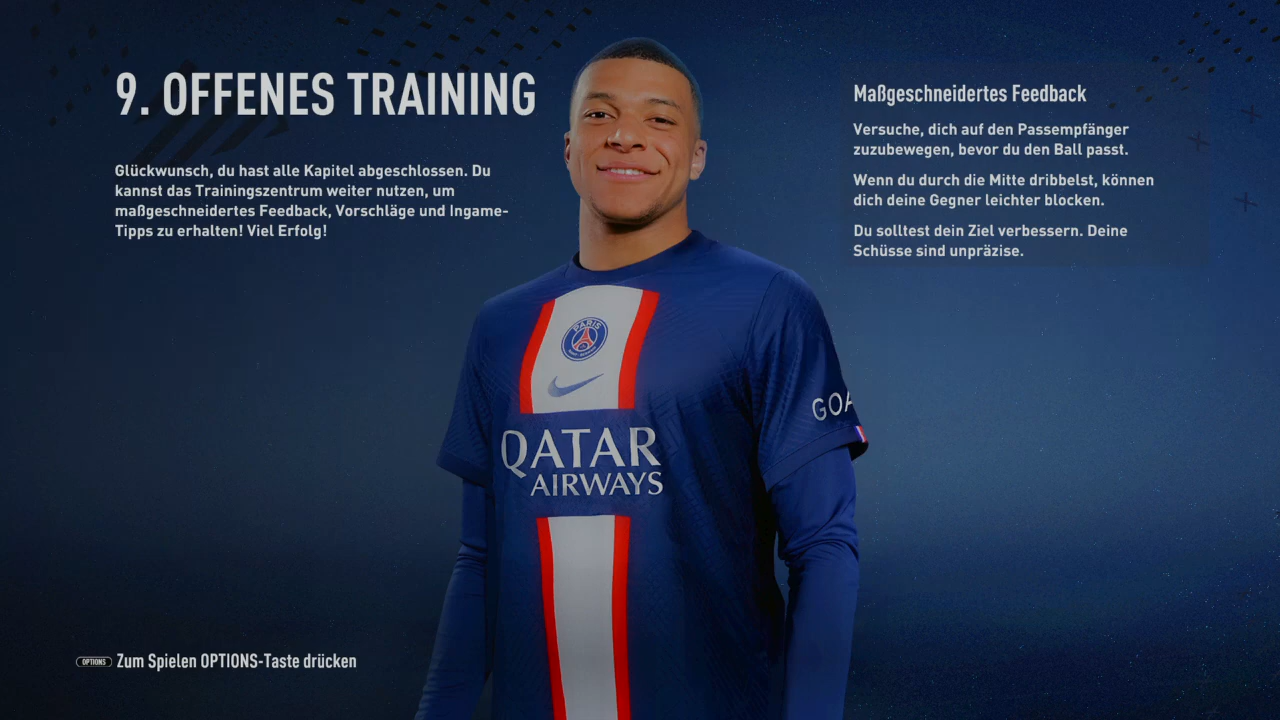 9. OFFENES TRAINING
Glückwunsch, du hast alle Kapitel abgeschlossen. Du
kannst das Trainingszentrum weiter nutzen, um
maßgeschneidertes Feedback, Vorschläge und Ingame-
Tipps zu erhalten! Viel Erfolg!
Maßgeschneidertes Feedback
Versuche, dich auf den Passempfänger
zuzubewegen, bevor du den Ball passt.
Wenn du durch die Mitte dribbelst, können
dich deine Gegner leichter blocken.
Du solltest dein Ziel verbessern. Deine
Schüsse sind unpräzise.
PARIS
GOA
QATAR
AIRWAYS
OPTIONS Zum Spielen OPTIONS-Taste drücken